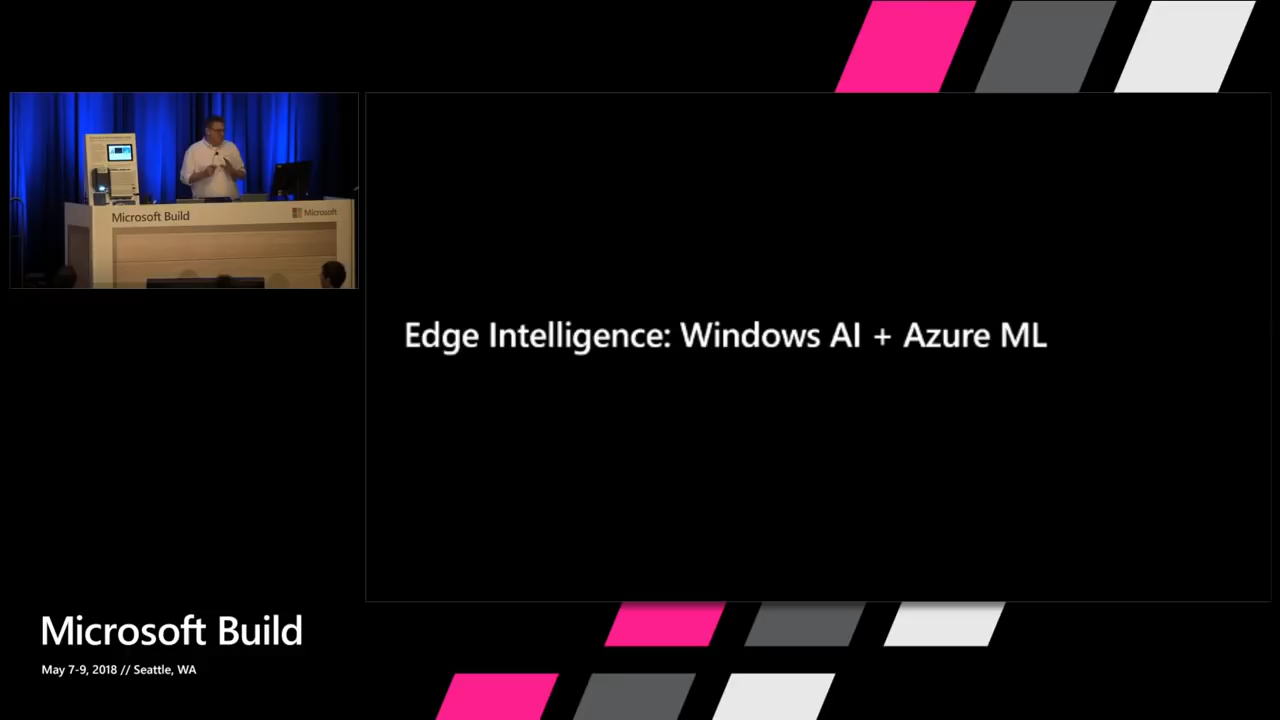 Microsoft Build
Microsoft
Edge Intelligence: Windows AI + Azure ML
Microsoft Build
May 7-9, 2018 // Seattle, WA